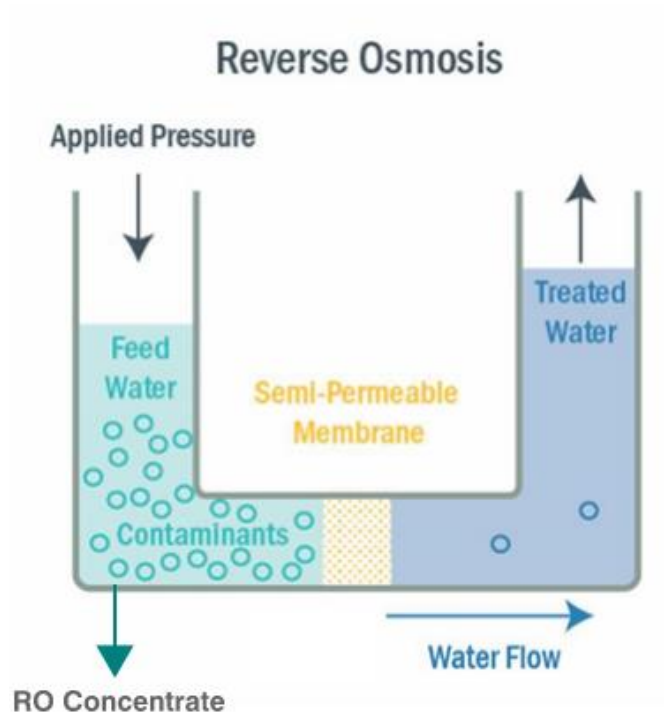 Reverse Osmosis
Applied Pressure
Feed
Water
Treated
Water
Semi-Permeable
Membrane
Contaminants
Water Flow
RO Concentrate